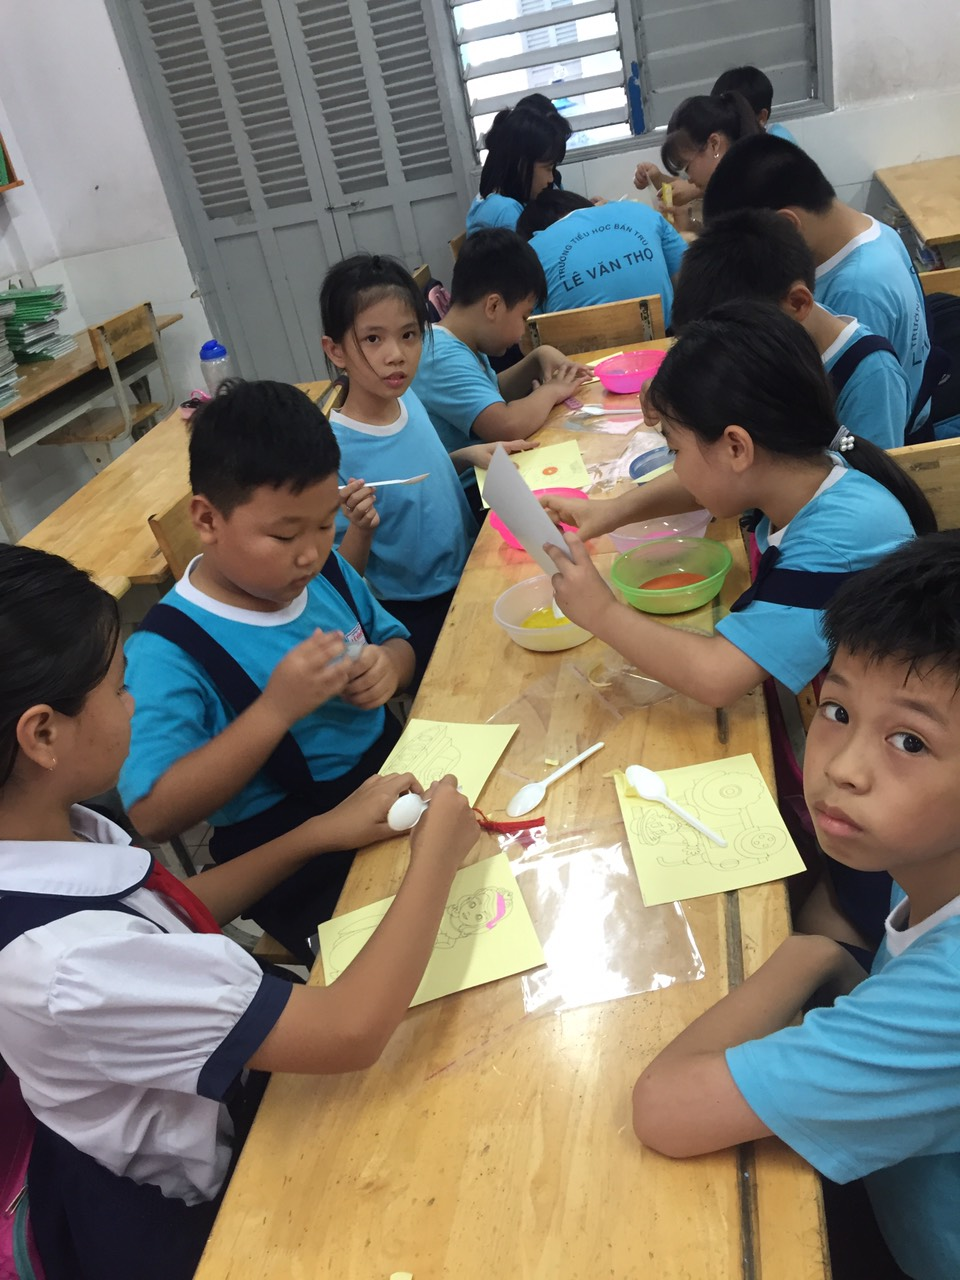 TRƯỜNG TIỂU HỌC BÁN TRÚ
LÊ VĂN THỌ